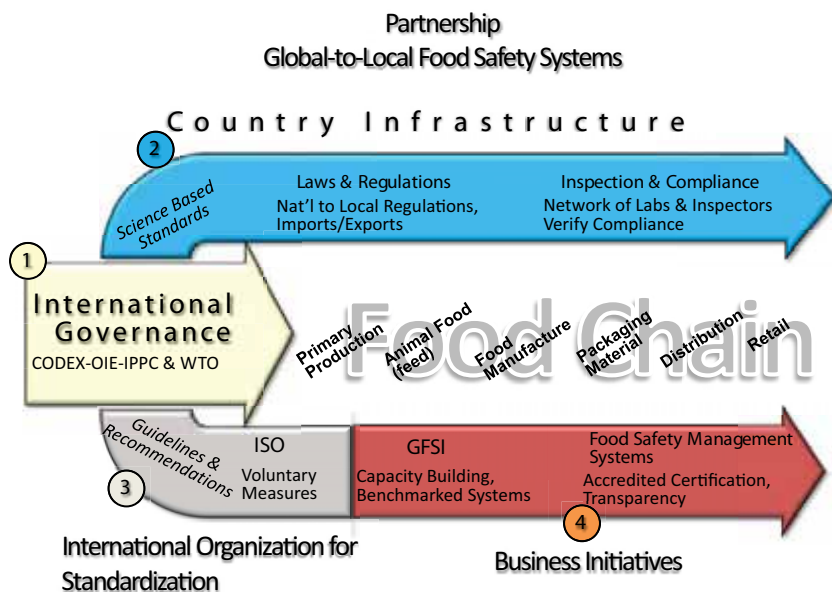 Partnership
Global-to-Local Food Safety Systems
Country Infrastructure
2
Science Based
Standards
Laws & Regulations
Nat'l to Local Regulations,
Imports/Exports
Inspection & Compliance
Network of Labs & Inspectors
Verify Compliance
1
International
Governance
CODEX-OIE-IPPC & WTO
Food Chain
Primary
Production
Animal Food
(feed)
Food
Manufacture
Packaging
Material
Distribution
Retail
Guidelines &
Recommendations
3
ISO
Voluntary
Measures
GFSI
Capacity Building,
Benchmarked Systems
Food Safety Management
Systems
Accredited Certification,
Transparency
4
International Organization for
Standardization
Business Initiatives